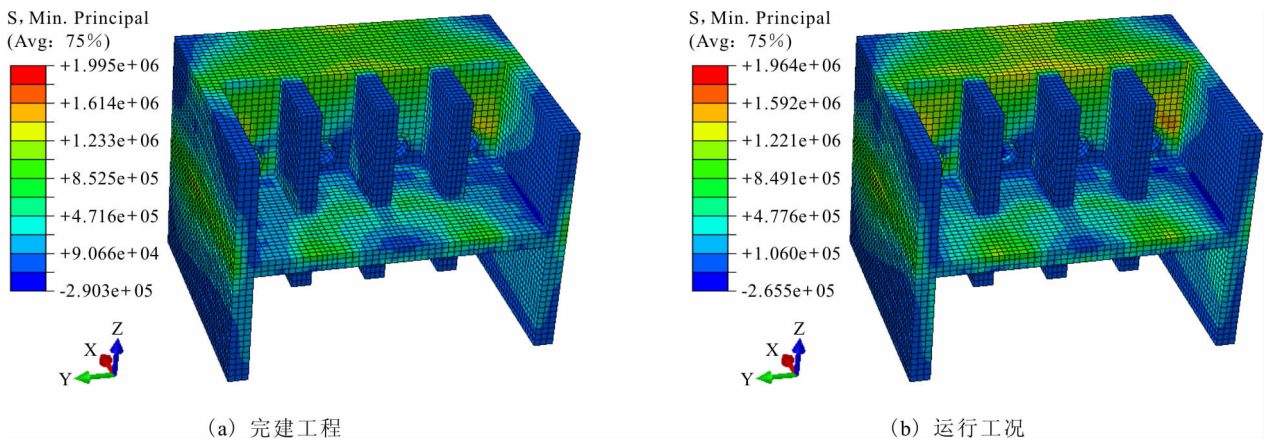 S, Min. Principal
(Avg: 75%)
+1.995e+06
+1.614e+06
+1.233e+06
+8.525e+05
+4.716e+05
+9.066e+04
-2.903e+05
Z
X
Y
(a) 完建工程
S, Min. Principal
(Avg: 75%)
+1.964e+06
+1.592e+06
+1.221e+06
+8.491e+05
+4.776e+05
+1.060e+05
-2.655e+05
Z
X
Y
(b) 运行工况